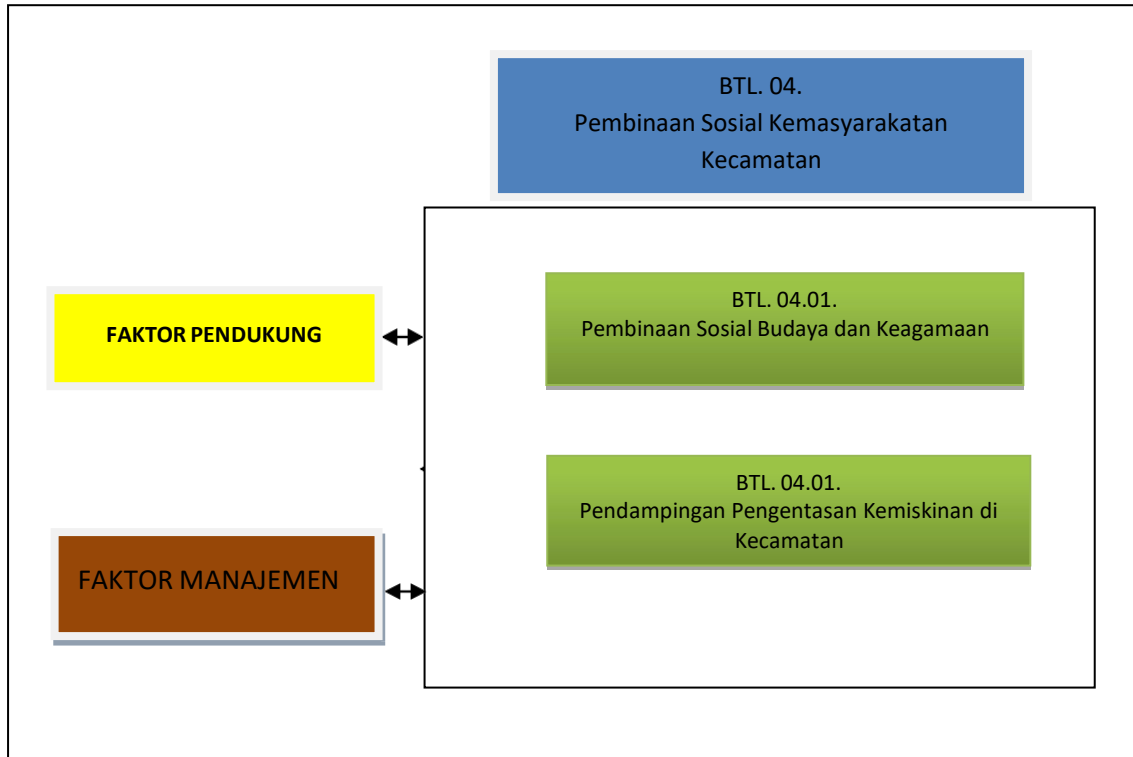 BTL. 04.
Pembinaan Sosial Kemasyarakatan
Kecamatan
FAKTOR PENDUKUNG
BTL. 04.01.
Pembinaan Sosial Budaya dan Keagamaan
BTL. 04.01.
Pendampingan Pengentasan Kemiskinan di
Kecamatan
FAKTOR MANAJEMEN